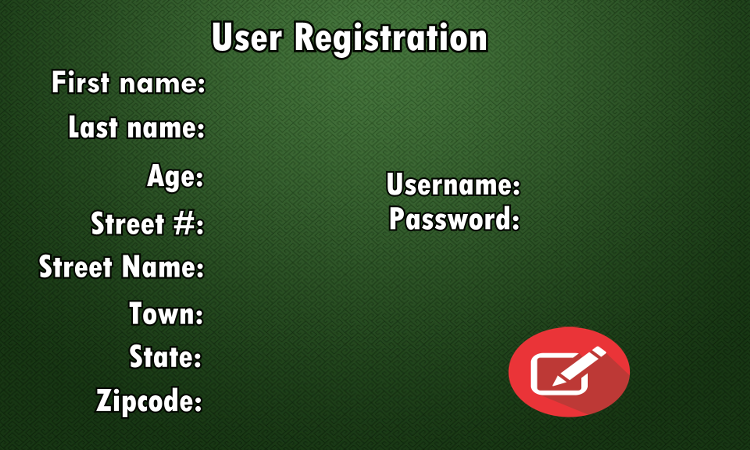 User Registration
First name:
Last name:
Age:
Street #:
Street Name:
Town:
State:
Zipcode:
Username:
Password: